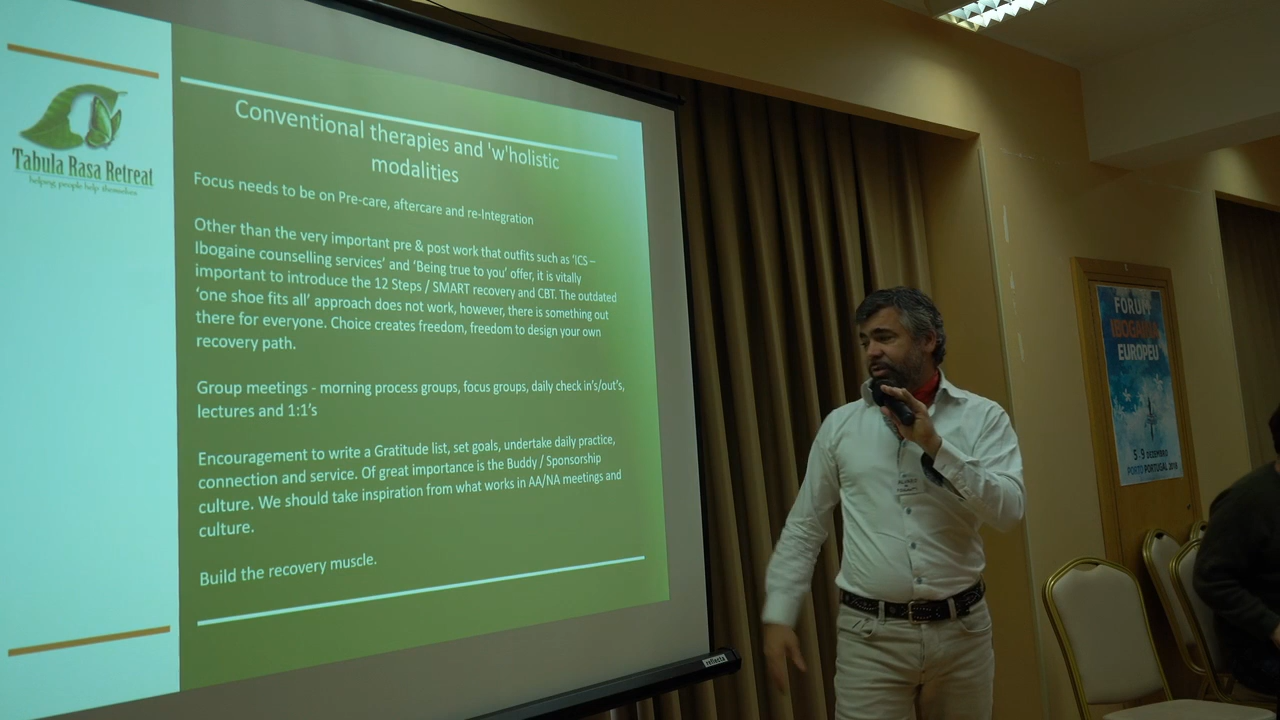 Tabula Rasa Retreat
helping people help themselves
Conventional therapies and 'w'holistic
modalities
Focus needs to be on Pre-care, aftercare and re-Integration
Other than the very important pre & post work that outfits such as 'ICS –
Ibogaine counselling services' and 'Being true to you' offer, it is vitally
important to introduce the 12 Steps / SMART recovery and CBT. The outdated
'one shoe fits all' approach does not work, however, there is something out
there for everyone. Choice creates freedom, freedom to design your own
recovery path.
Group meetings - morning process groups, focus groups, daily check in's/out's,
lectures and 1:1's
Encouragement to write a Gratitude list, set goals, undertake daily practice,
connection and service. Of great importance is the Buddy / Sponsorship
culture. We should take inspiration from what works in AA/NA meetings and
culture.
Build the recovery muscle.
reflecta
FORUM
IBOGAINA
EUROPEU
5 - 9 DEZEMBRO
PORTO PORTUGAL 2018